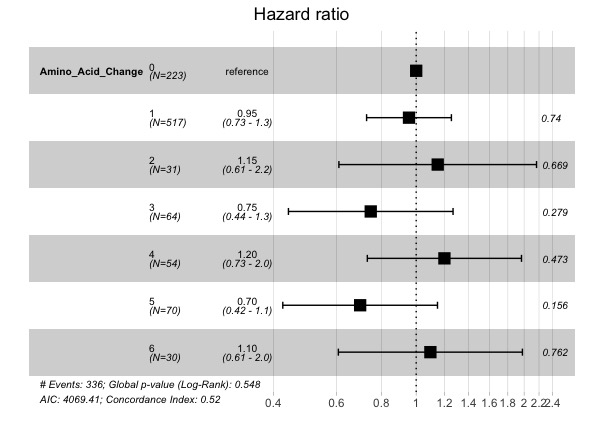 Hazard ratio
Amino_Acid_Change 0 (N=223) reference
1 (N=517) 0.95 (0.73 - 1.3) 0.74
2 (N=31) 1.15 (0.61 - 2.2) 0.669
3 (N=64) 0.75 (0.44 - 1.3) 0.279
4 (N=54) 1.20 (0.73 - 2.0) 0.473
5 (N=70) 0.70 (0.42 - 1.1) 0.156
6 (N=30) 1.10 (0.61 - 2.0) 0.762
# Events: 336; Global p-value (Log-Rank): 0.548
AIC: 4069.41; Concordance Index: 0.52
0.4 0.6 0.8 1 1.2 1.4 1.6 1.8 2 2.2 2.4